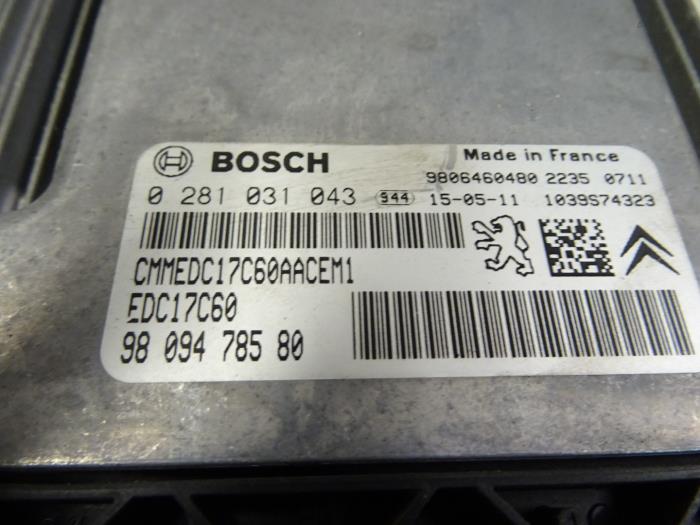 BOSCH
Made in France
9806460480 2235 0711
0 281 031 043 944 15-05-11 1039S74323
CMMEDC17C60AACEM1
EDC17C60
98 094 785 80